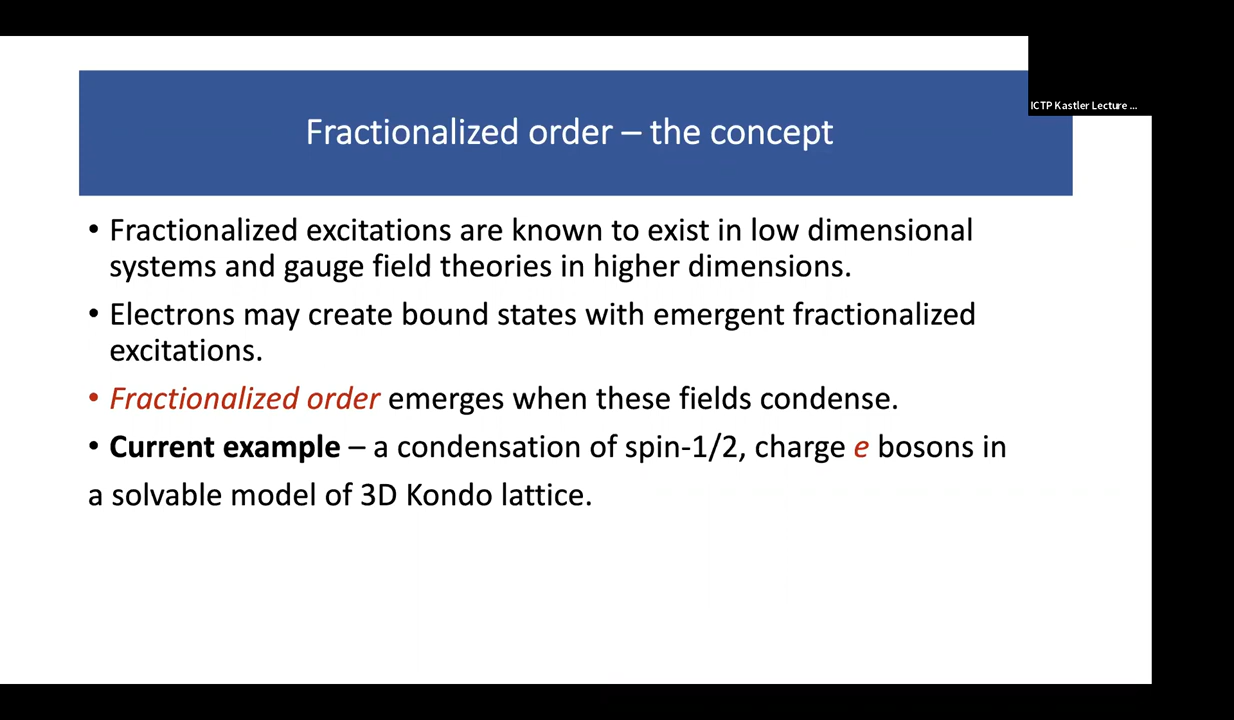 ICTP Kastler Lecture ...
Fractionalized order – the concept
• Fractionalized excitations are known to exist in low dimensional
systems and gauge field theories in higher dimensions.
• Electrons may create bound states with emergent fractionalized
excitations.
• Fractionalized order emerges when these fields condense.
• Current example – a condensation of spin-1/2, charge e bosons in
a solvable model of 3D Kondo lattice.